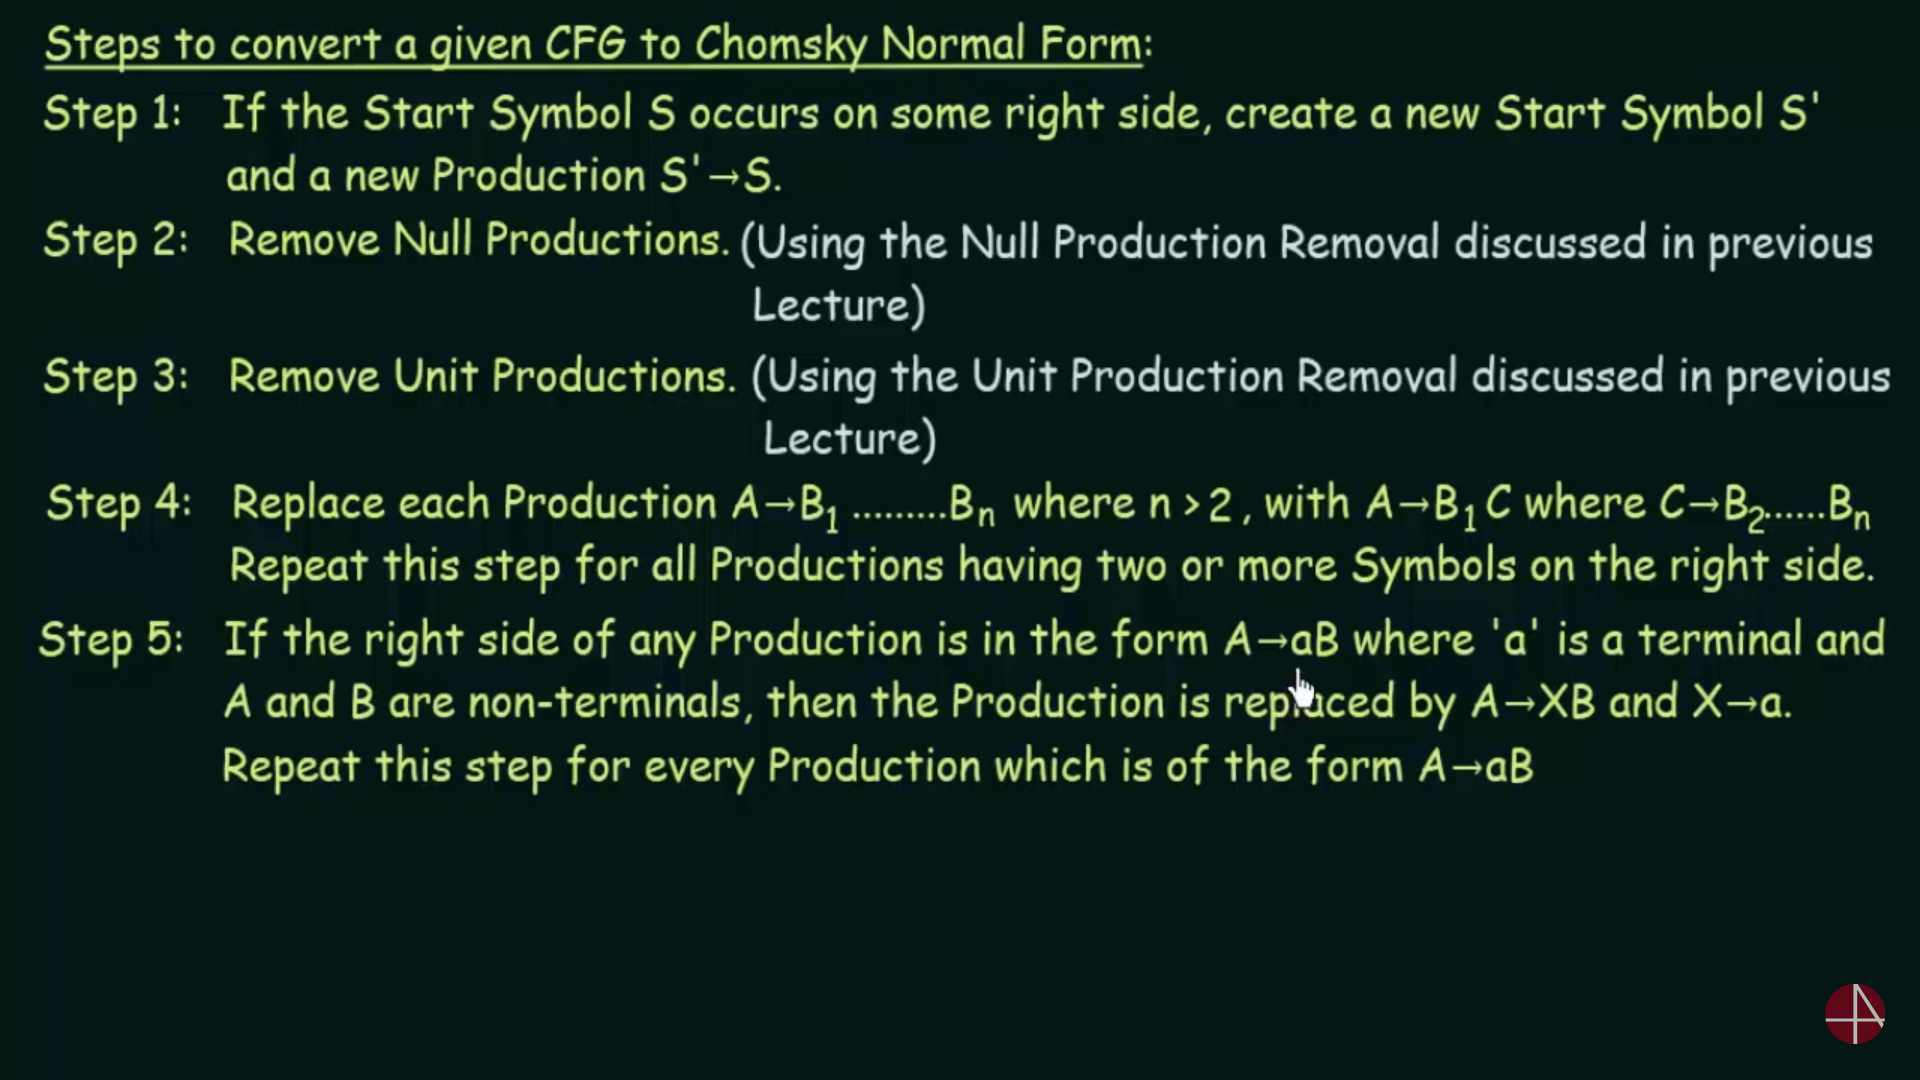 Steps to convert a given CFG to Chomsky Normal Form:
Step 1: If the Start Symbol S occurs on some right side, create a new Start Symbol S'
and a new Production S'→S.
Step 2: Remove Null Productions. (Using the Null Production Removal discussed in previous
Lecture)
Step 3: Remove Unit Productions. (Using the Unit Production Removal discussed in previous
Lecture)
Step 4: Replace each Production A→B₁ .........Bₙ where n > 2, with A→B₁ C where C→B₂......Bₙ
Repeat this step for all Productions having two or more Symbols on the right side.
Step 5: If the right side of any Production is in the form A→aB where 'a' is a terminal and
A and B are non-terminals, then the Production is replaced by A→XB and X→a.
Repeat this step for every Production which is of the form A→aB